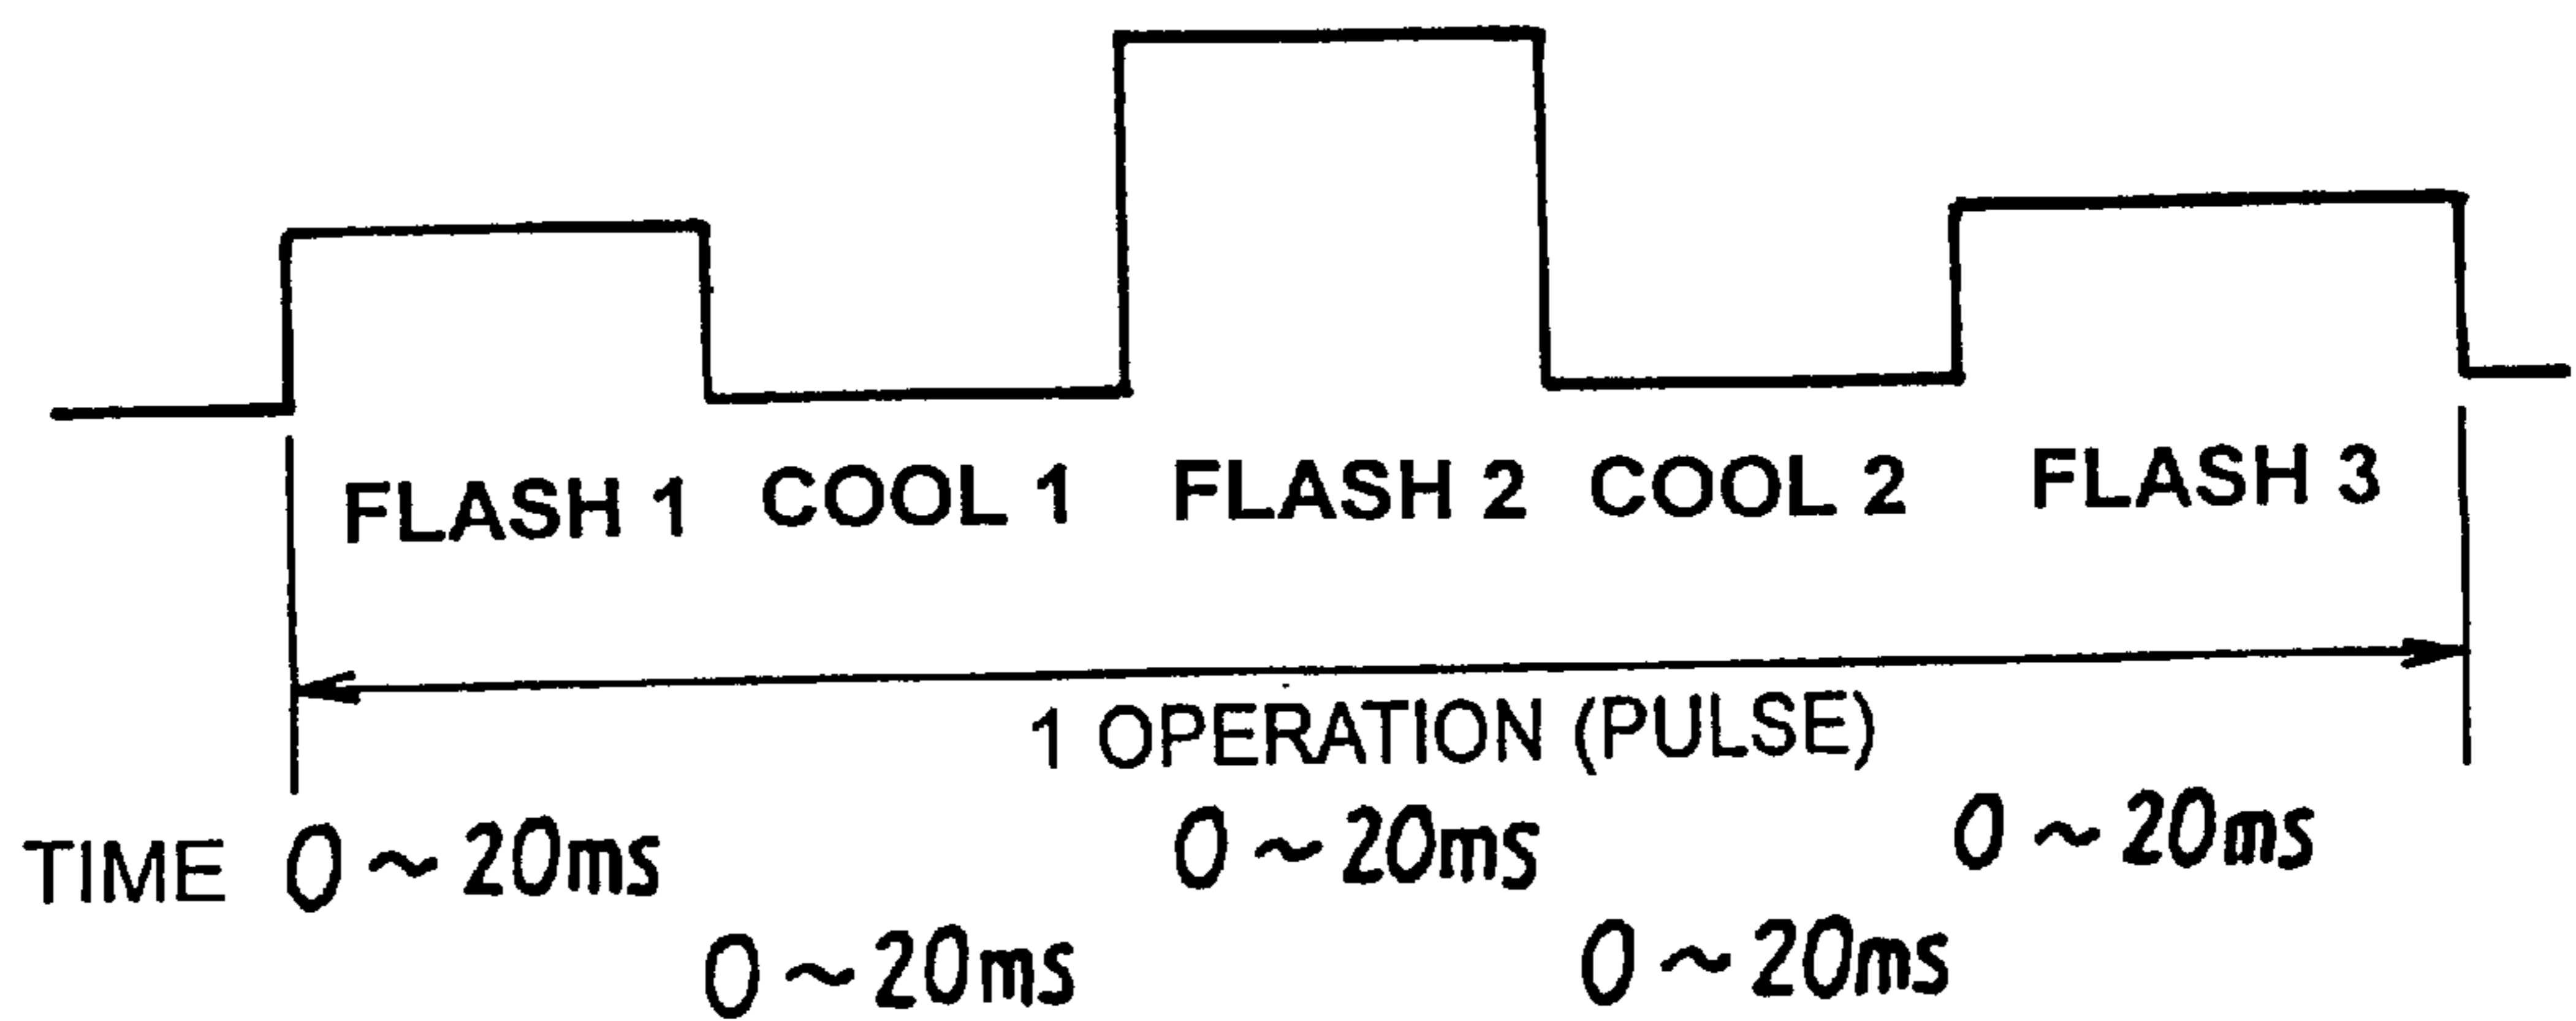 FLASH 1 COOL 1 FLASH 2 COOL 2 FLASH 3
1 OPERATION (PULSE)
TIME 0 ~ 20ms 0 ~ 20ms 0 ~ 20ms
0 ~ 20ms 0 ~ 20ms